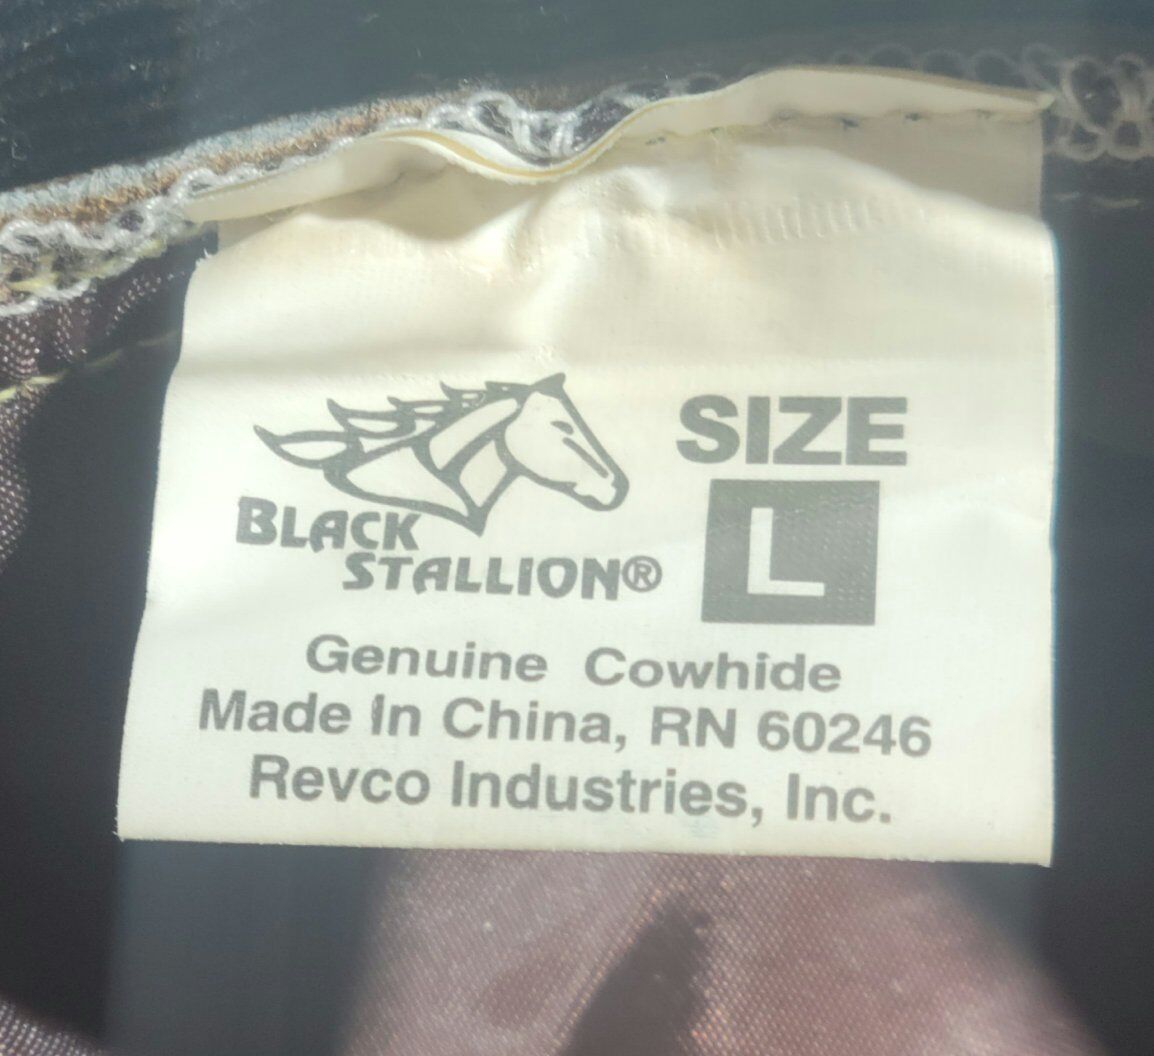 BLACK
STALLION®
SIZE
L
Genuine Cowhide
Made In China, RN 60246
Revco Industries, Inc.